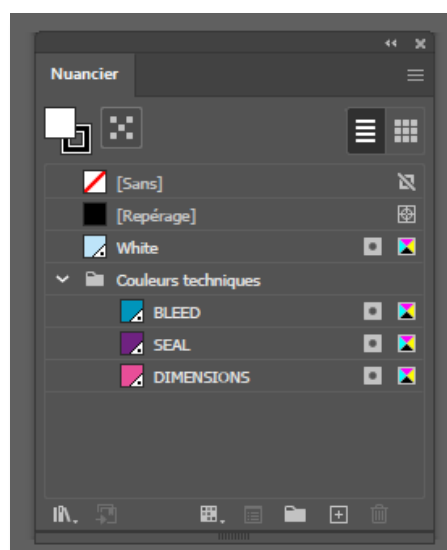 Nuancier
[Sans]
[Repérage]
White
Couleurs techniques
BLEED
SEAL
DIMENSIONS